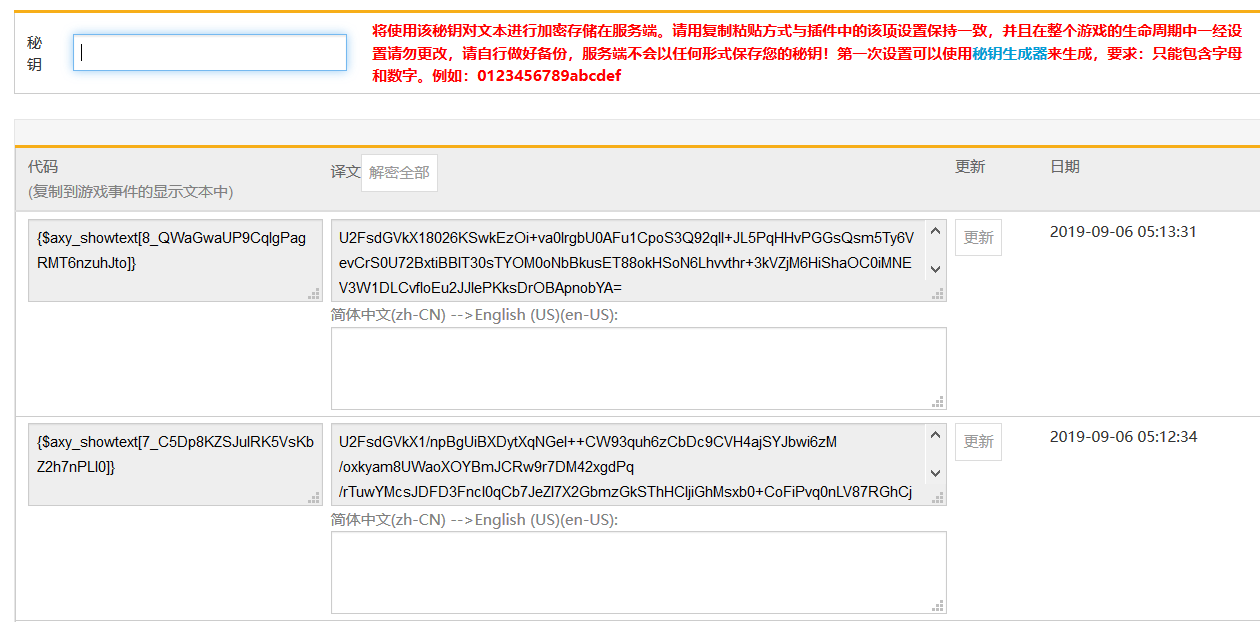 秘
钥
将使用该秘钥对文本进行加密存储在服务端。请用复制粘贴方式与插件中的该项设置保持一致，并且在整个游戏的生命周期中一经设
置请勿更改，请自行做好备份，服务端不会以任何形式保存您的秘钥！第一次设置可以使用秘钥生成器来生成，要求：只能包含字母
和数字。例如：0123456789abcdef
代码
(复制到游戏事件的显示文本中)
译文 解密全部
更新
日期
{$axy_showtext[8_QWaGwaUP9CqlgPag
RMT6nzuhJto]}
U2FsdGVkX18026KSwkEzOi+va0lrgbU0AFu1CpoS3Q92qll+JL5PqHHvPGGsQsm5Ty6V
evCrS0U72BxtiBBlT30sTYOM0oNbBkusET88okHSoN6Lhvvthr+3kVZjM6HiShaOC0iMNE
V3W1DLCvfloEu2JJlePKksDrOBApnobYA=
更新
2019-09-06 05:13:31
简体中文(zh-CN) -->English (US)(en-US):
{$axy_showtext[7_C5Dp8KZSJulRK5VsKb
Z2h7nPLl0]}
U2FsdGVkX1/npBgUiBXDytXqNGel++CW93quh6zCbDc9CVH4ajSYJbwi6zM
/oxkyam8UWaoXOYBmJCRw9r7DM42xgdPq
/rTuwYMcsJDFD3Fncl0qCb7JeZl7X2GbmzGkSThHCljiGhMsxb0+CoFiPvq0nLV87RGhCj
更新
2019-09-06 05:12:34
简体中文(zh-CN) -->English (US)(en-US):